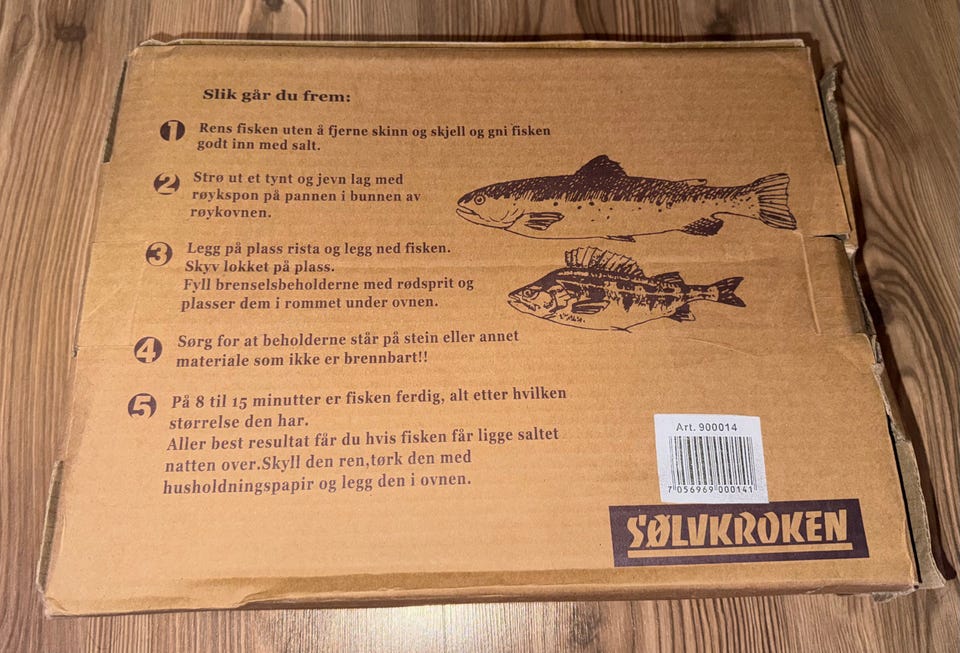 Slik går du frem:
1 Rens fisken uten å fjerne skinn og skjell og gni fisken
godt inn med salt.
2 Strø ut et tynt og jevn lag med
røykspon på pannen i bunnen av
røykovnen.
3 Legg på plass rista og legg ned fisken.
Skyv lokket på plass.
Fyll brenselsbeholderne med rødsprit og
plasser dem i rommet under ovnen.
4 Sørg for at beholderne står på stein eller annet
materiale som ikke er brennbart!!
5 På 8 til 15 minutter er fisken ferdig, alt etter hvilken
størrelse den har.
Aller best resultat får du hvis fisken får ligge saltet
natten over.Skyll den ren,tørk den med
husholdningspapir og legg den i ovnen.
Art. 900014
7 056969 000141
SØLVKROKEN